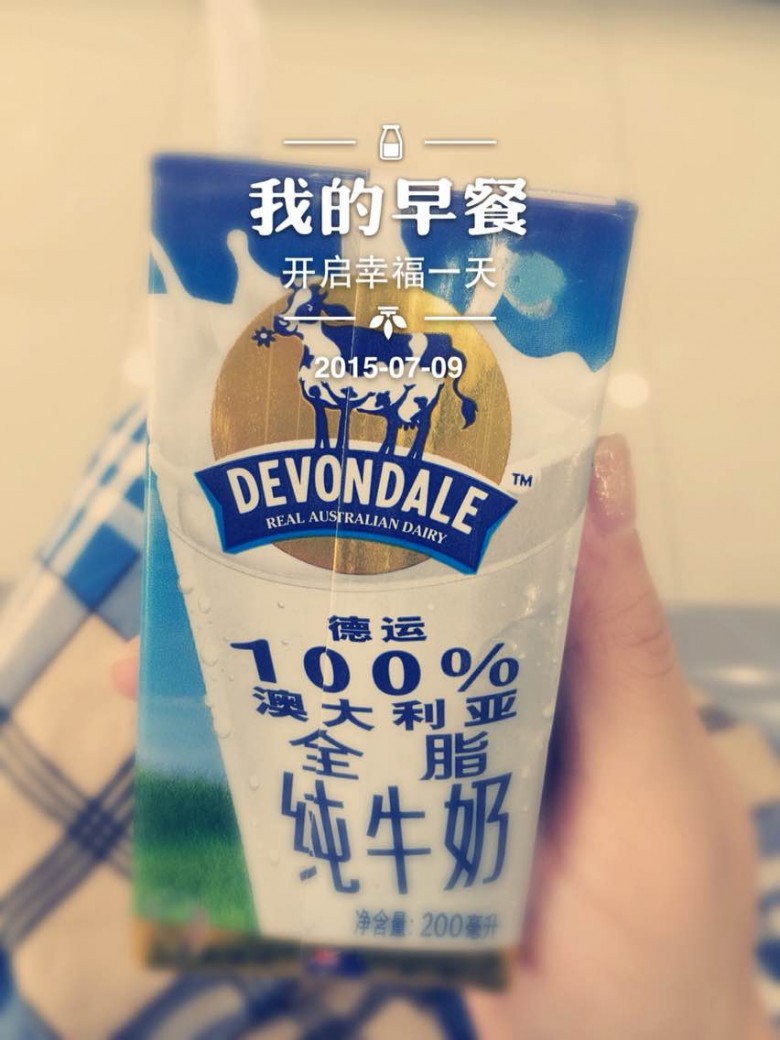 我的早餐
开启幸福一天
2015-07-09
DEVONDALE
TM
REAL AUSTRALIAN DAIRY
德运
100%
澳大利亚
全脂
纯牛奶
净含量:200毫升